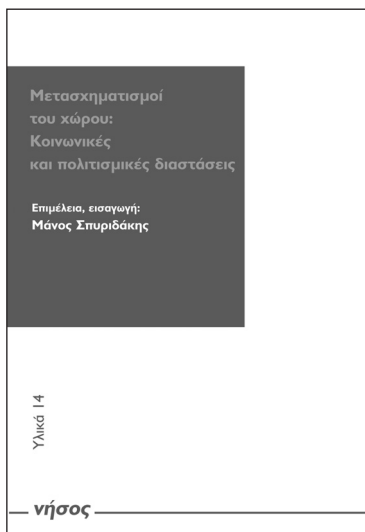 Μετασχηματισμοί
του χώρου:
Κοινωνικές
και πολιτισμικές διαστάσεις
Επιμέλεια, εισαγωγή:
Μάνος Σπυριδάκης
Υλικά 14
νήσος